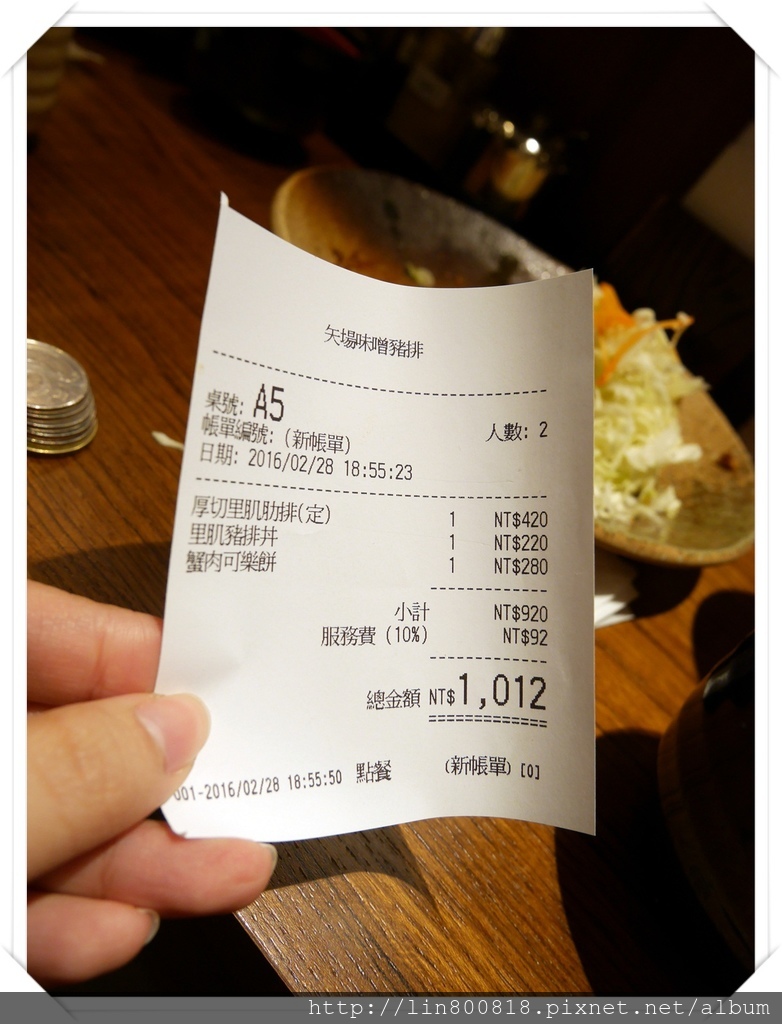 矢場味噌豬排
桌號: A5
帳單編號: (新帳單) 人數: 2
日期: 2016/02/28 18:55:23
厚切里肌肋排(定) 1 NT$420
里肌豬排丼 1 NT$220
蟹肉可樂餅 1 NT$280
小計 NT$920
服務費 (10%) NT$92
總金額 NT$1,012
001-2016/02/28 18:55:50 點餐 (新帳單) [0]
http://lin800818.pixnet.net/album